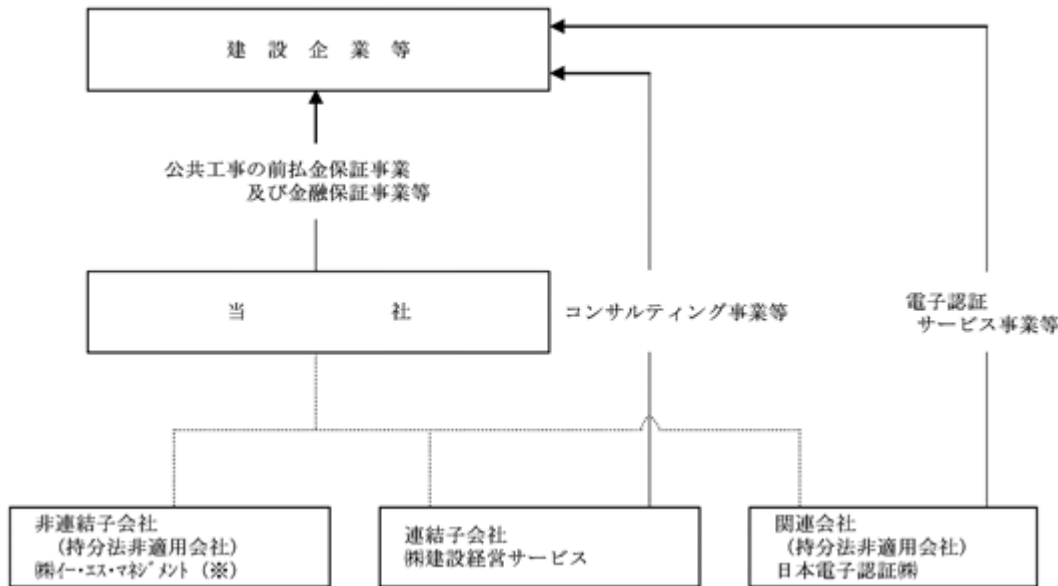 建 設 企 業 等
公共工事の前払金保証事業
及び金融保証事業等
当 社
コンサルティング事業等
電子認証
サービス事業等
非連結子会社
(持分法非適用会社)
㈱イー・エス・マネジメント (※)
連結子会社
㈱建設経営サービス
関連会社
(持分法非適用会社)
日本電子認証㈱